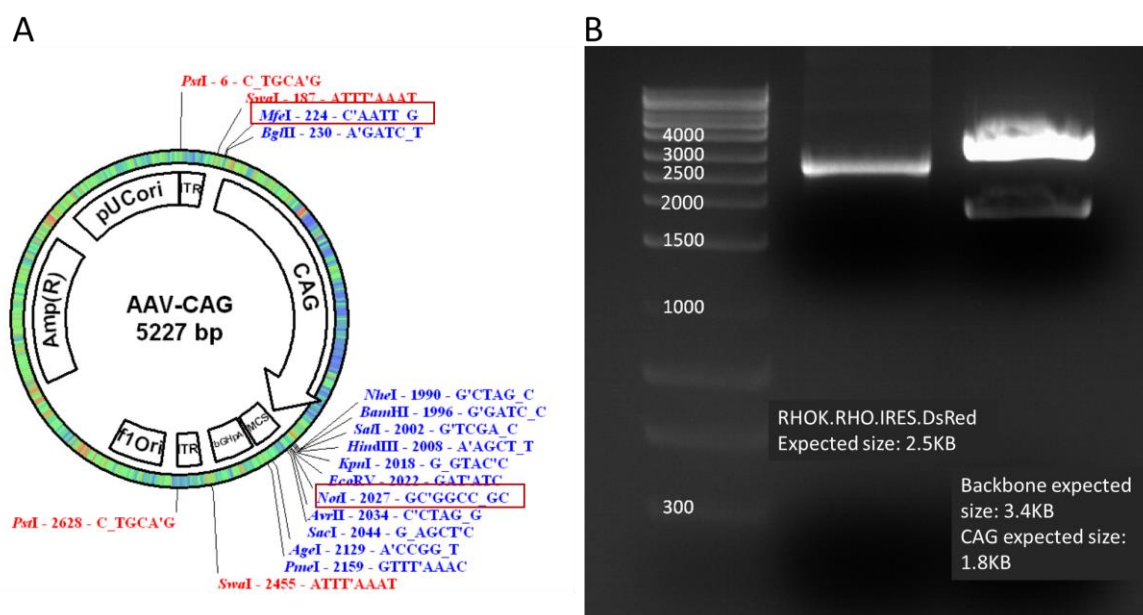 A
PstI - 6 - C_TGCA'G
SwaI - 187 - ATTT'AAAT
MfeI - 224 - C'AATT_G
BglII - 230 - A'GATC_T
pUCori
ITR
CAG
Amp(R)
AAV-CAG
5227 bp
f1Ori
ITR
bGHpA
MCS
NheI - 1990 - G'CTAG_C
BamHI - 1996 - G'GATC_C
SalI - 2002 - G'TCGA_C
HindIII - 2008 - A'AGCT_T
KpnI - 2018 - G_GTAC'C
EcoRV - 2022 - GAT'ATC
NotI - 2027 - GC'GGCC_GC
AvrII - 2034 - C'CTAG_G
SacI - 2044 - G_AGCT'C
AgeI - 2129 - A'CCGG_T
PmeI - 2159 - GTTT'AAAC
SwaI - 2455 - ATTT'AAAT
PstI - 2628 - C_TGCA'G
B
4000
3000
2500
2000
1500
1000
300
RHOK.RHO.IRES.DsRed
Expected size: 2.5KB
Backbone expected
size: 3.4KB
CAG expected size:
1.8KB